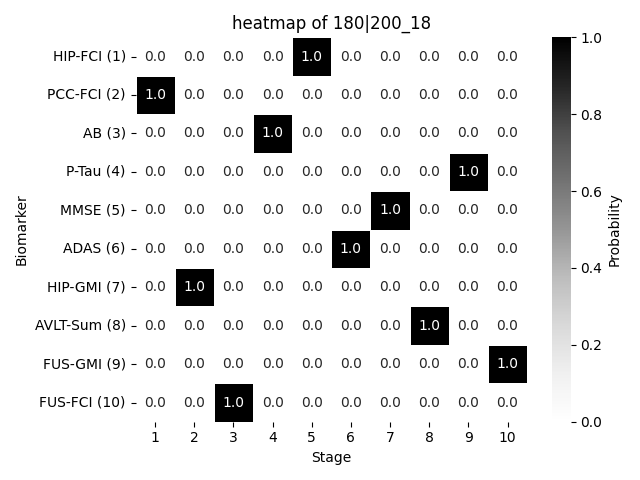 heatmap of 180|200_18
HIP-FCI (1) 0.0 0.0 0.0 0.0 1.0 0.0 0.0 0.0 0.0 0.0
PCC-FCI (2) 1.0 0.0 0.0 0.0 0.0 0.0 0.0 0.0 0.0 0.0
AB (3) 0.0 0.0 0.0 1.0 0.0 0.0 0.0 0.0 0.0 0.0
P-Tau (4) 0.0 0.0 0.0 0.0 0.0 0.0 0.0 0.0 1.0 0.0
MMSE (5) 0.0 0.0 0.0 0.0 0.0 0.0 1.0 0.0 0.0 0.0
ADAS (6) 0.0 0.0 0.0 0.0 0.0 1.0 0.0 0.0 0.0 0.0
HIP-GMI (7) 0.0 1.0 0.0 0.0 0.0 0.0 0.0 0.0 0.0 0.0
AVLT-Sum (8) 0.0 0.0 0.0 0.0 0.0 0.0 0.0 1.0 0.0 0.0
FUS-GMI (9) 0.0 0.0 0.0 0.0 0.0 0.0 0.0 0.0 0.0 1.0
FUS-FCI (10) 0.0 0.0 1.0 0.0 0.0 0.0 0.0 0.0 0.0 0.0
1 2 3 4 5 6 7 8 9 10
Stage
Biomarker
1.0
0.8
0.6
0.4
0.2
0.0
Probability